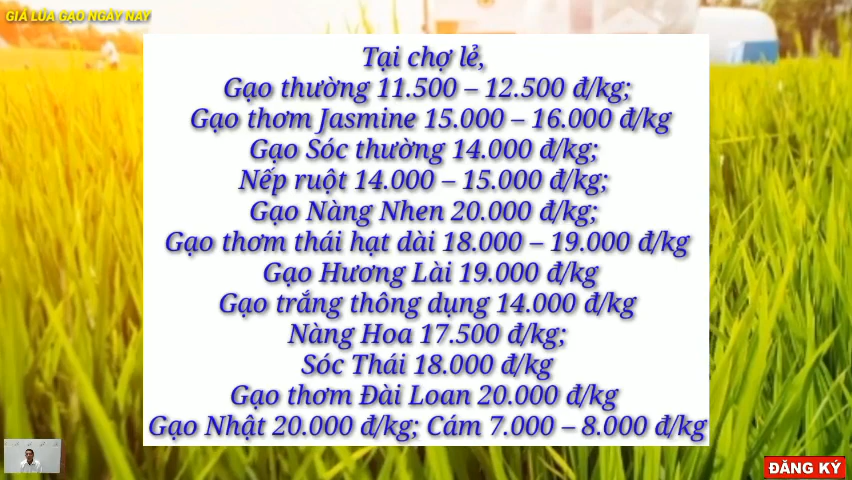 GIÁ LÚA GẠO NGÀY NAY
Tại chợ lẻ,
Gạo thường 11.500 – 12.500 đ/kg;
Gạo thơm Jasmine 15.000 – 16.000 đ/kg
Gạo Sóc thường 14.000 đ/kg;
Nếp ruột 14.000 – 15.000 đ/kg;
Gạo Nàng Nhen 20.000 đ/kg;
Gạo thơm thái hạt dài 18.000 – 19.000 đ/kg
Gạo Hương Lài 19.000 đ/kg
Gạo trắng thông dụng 14.000 đ/kg
Nàng Hoa 17.500 đ/kg;
Sóc Thái 18.000 đ/kg
Gạo thơm Đài Loan 20.000 đ/kg
Gạo Nhật 20.000 đ/kg; Cám 7.000 – 8.000 đ/kg
ĐĂNG KÝ